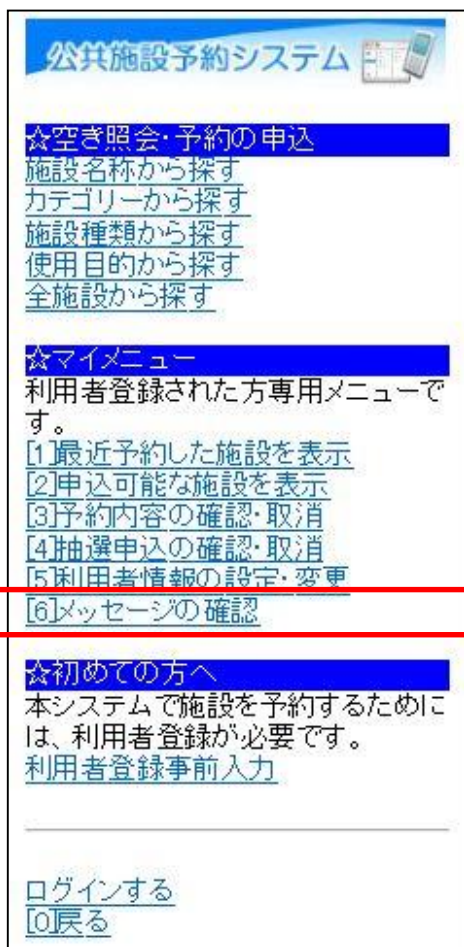 公共施設予約システム
☆空き照会・予約の申込
施設名称から探す
カテゴリーから探す
施設種類から探す
使用目的から探す
全施設から探す
☆マイメニュー
利用者登録された方専用メニューで
す。
[1]最近予約した施設を表示
[2]申込可能な施設を表示
[3]予約内容の確認・取消
[4]抽選申込の確認・取消
[5]利用者情報の設定・変更
[6]メッセージの確認
☆初めての方へ
本システムで施設を予約するために
は、利用者登録が必要です。
利用者登録事前入力
ログインする
[0]戻る